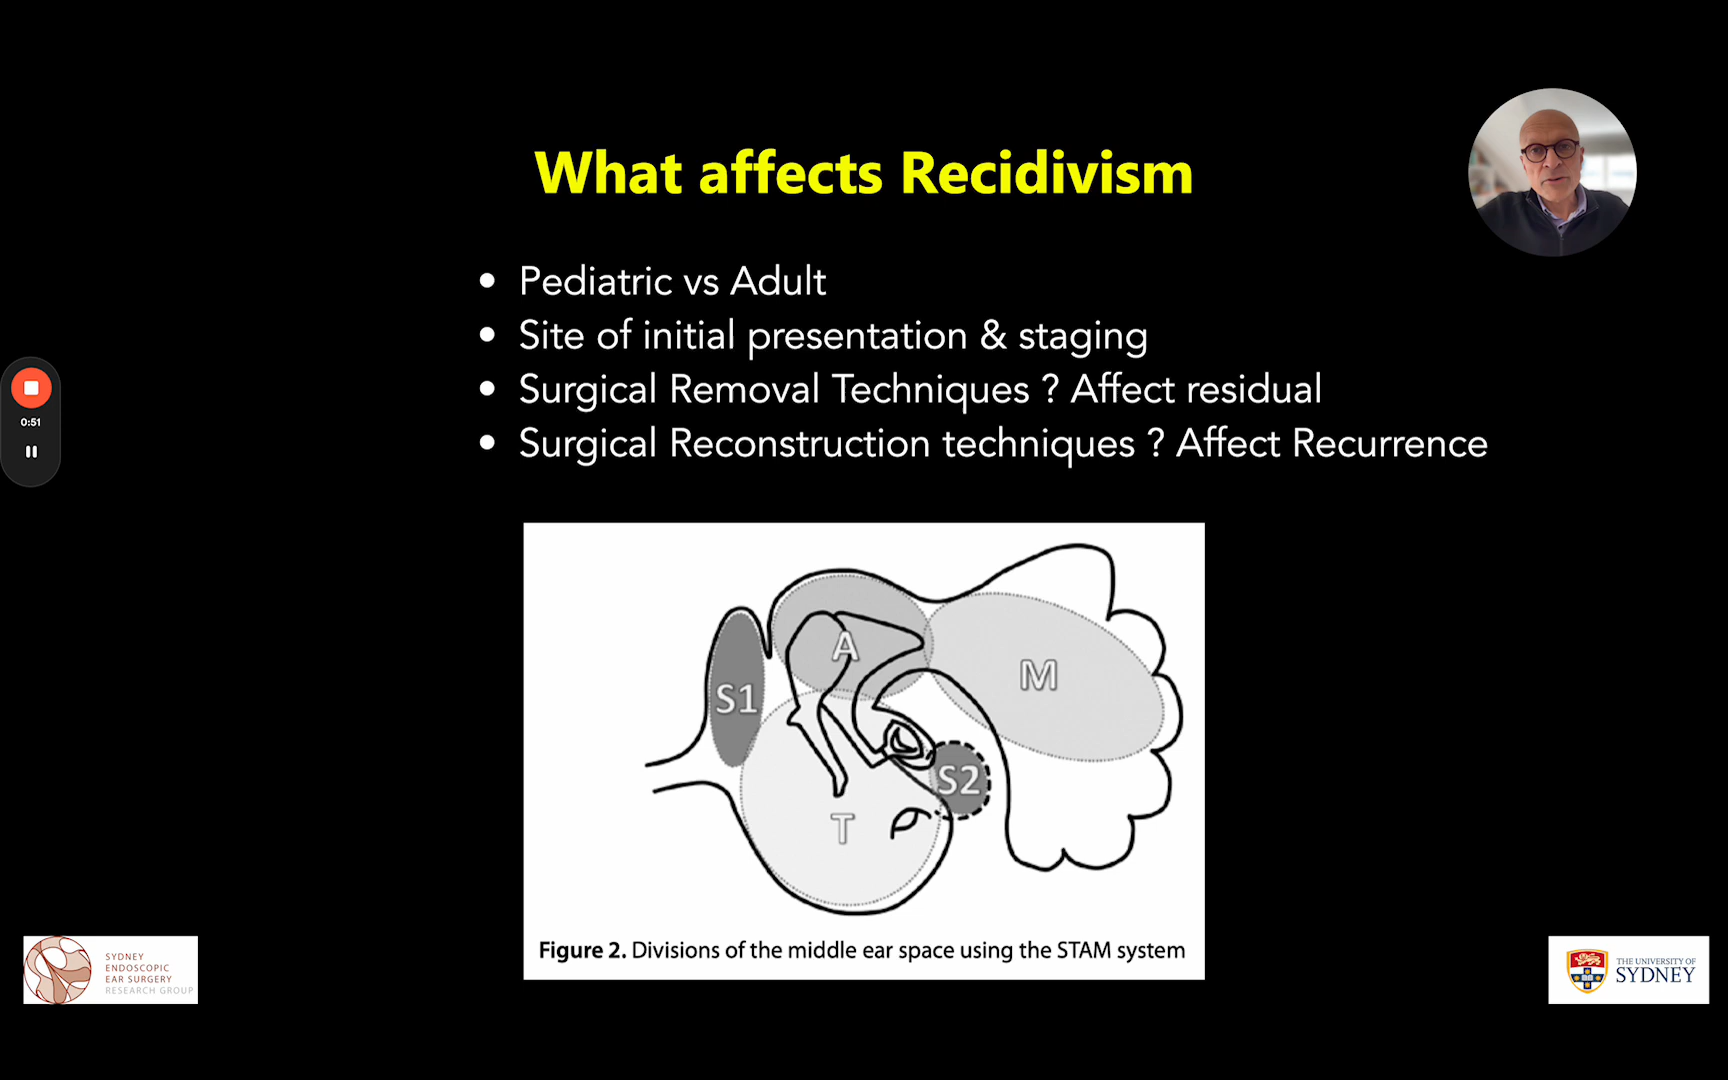 What affects Recidivism
• Pediatric vs Adult
• Site of initial presentation & staging
• Surgical Removal Techniques ? Affect residual
• Surgical Reconstruction techniques ? Affect Recurrence
0:51
A
M
S1
S2
T
Figure 2. Divisions of the middle ear space using the STAM system
SYDNEY
ENDOSCOPIC
EAR SURGERY
RESEARCH GROUP
THE UNIVERSITY OF
SYDNEY